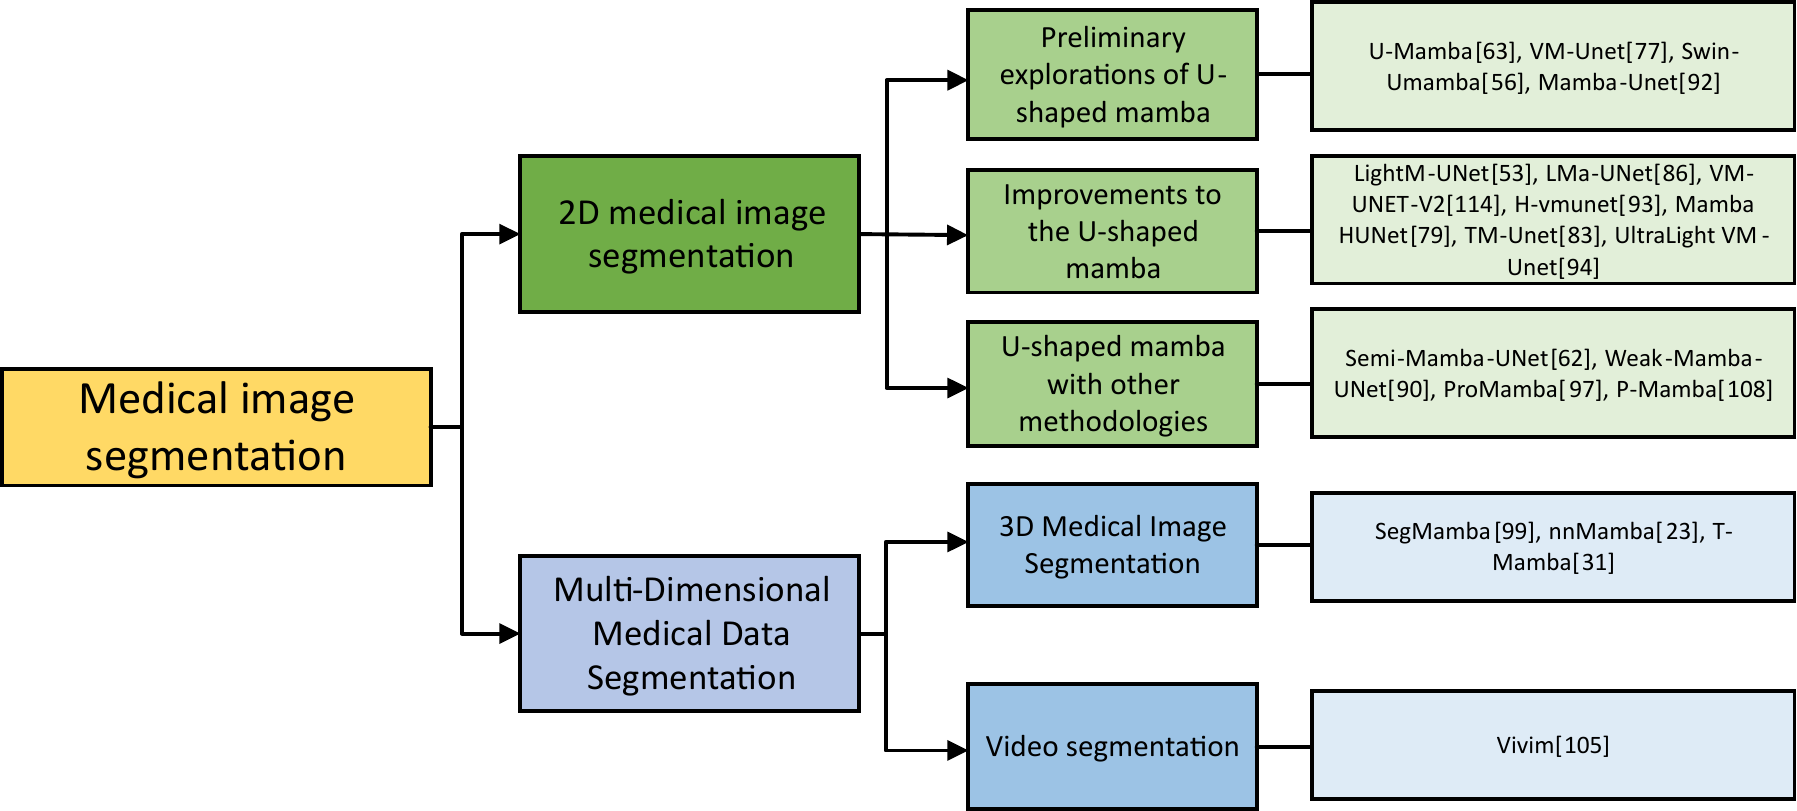 Medical image
segmentation
2D medical image
segmentation
Preliminary
explorations of U-
shaped mamba
U-Mamba[63], VM-Unet[77], Swin-
Umamba[56], Mamba-Unet[92]
Improvements to
the U-shaped
mamba
LightM-UNet[53], LMa-UNet[86], VM-
UNET-V2[114], H-vmunet[93], Mamba
HUNet[79], TM-Unet[83], UltraLight VM-
Unet[94]
U-shaped mamba
with other
methodologies
Semi-Mamba-UNet[62], Weak-Mamba-
UNet[90], ProMamba[97], P-Mamba[108]
Multi-Dimensional
Medical Data
Segmentation
3D Medical Image
Segmentation
SegMamba[99], nnMamba[23], T-
Mamba[31]
Video segmentation
Vivim[105]